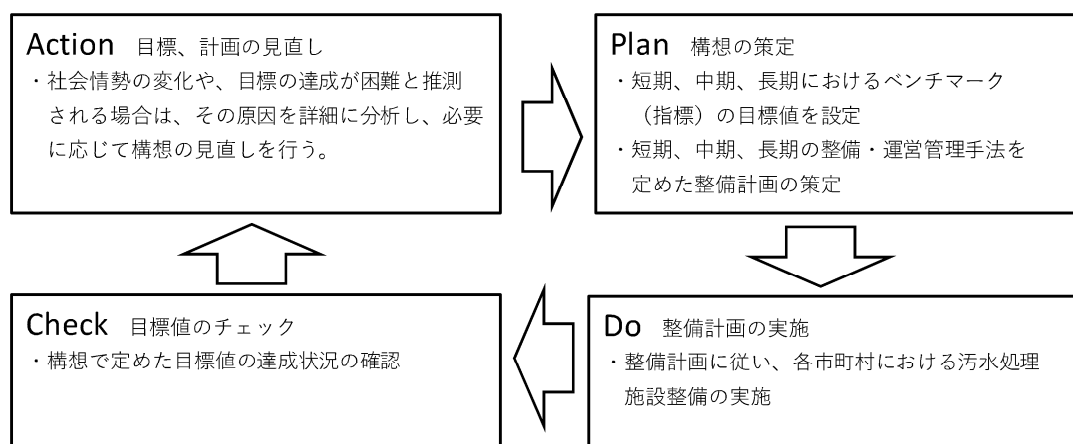 Action 目標、計画の見直し
・社会情勢の変化や、目標の達成が困難と推測
される場合は、その原因を詳細に分析し、必要
に応じて構想の見直しを行う。
Plan 構想の策定
・短期、中期、長期におけるベンチマーク
（指標）の目標値を設定
・短期、中期、長期の整備・運営管理手法を
定めた整備計画の策定
Do 整備計画の実施
・整備計画に従い、各市町村における汚水処理
施設整備の実施
Check 目標値のチェック
・構想で定めた目標値の達成状況の確認